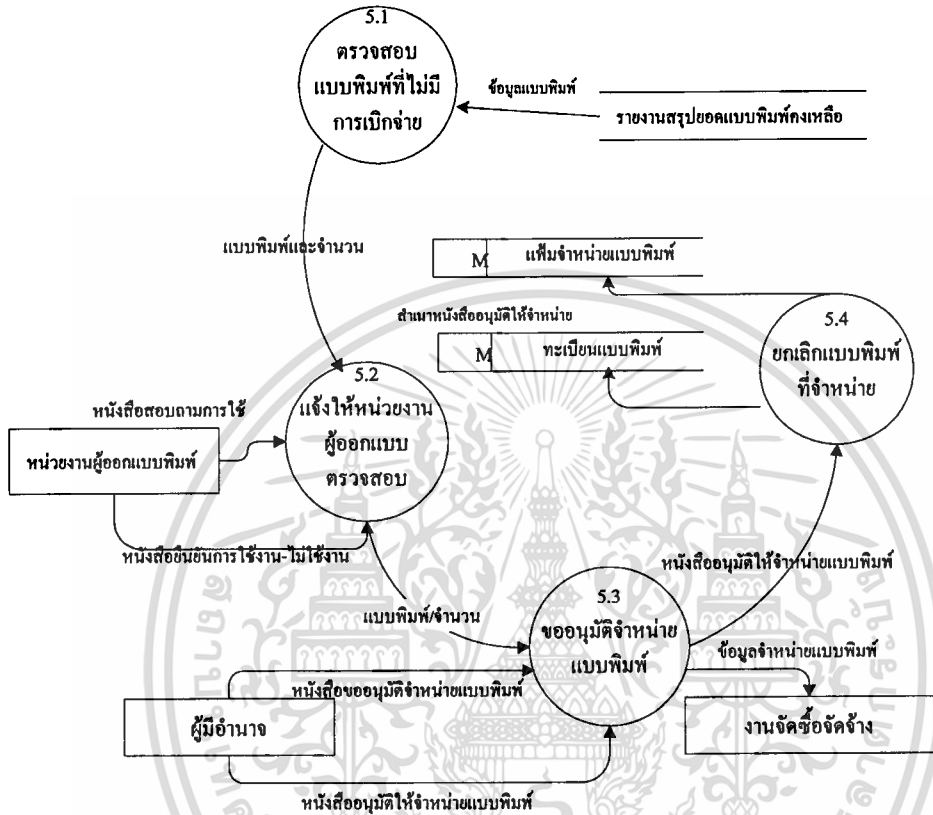 5.1
ตรวจสอบ
แบบพิมพ์ที่ไม่มี
การเบิกจ่าย
ข้อมูลแบบพิมพ์
รายงานสรุปยอดแบบพิมพ์คงเหลือ
แบบพิมพ์และจำนวน
M
แฟ้มจำหน่ายแบบพิมพ์
สำเนาหนังสืออนุมัติให้จำหน่าย
M
ทะเบียนแบบพิมพ์
5.4
ยกเลิกแบบพิมพ์
ที่จำหน่าย
5.2
แจ้งให้หน่วยงาน
ผู้ออกแบบ
ตรวจสอบ
หนังสือสอบถามการใช้
หน่วยงานผู้ออกแบบพิมพ์
หนังสือยืนยันการใช้งาน-ไม่ใช้งาน
หนังสืออนุมัติให้จำหน่ายแบบพิมพ์
แบบพิมพ์/จำนวน
5.3
ขออนุมัติจำหน่าย
แบบพิมพ์
ข้อมูลจำหน่ายแบบพิมพ์
หนังสือขออนุมัติจำหน่ายแบบพิมพ์
ผู้มีอำนาจ
งานจัดซื้อจัดจ้าง
หนังสืออนุมัติให้จำหน่ายแบบพิมพ์